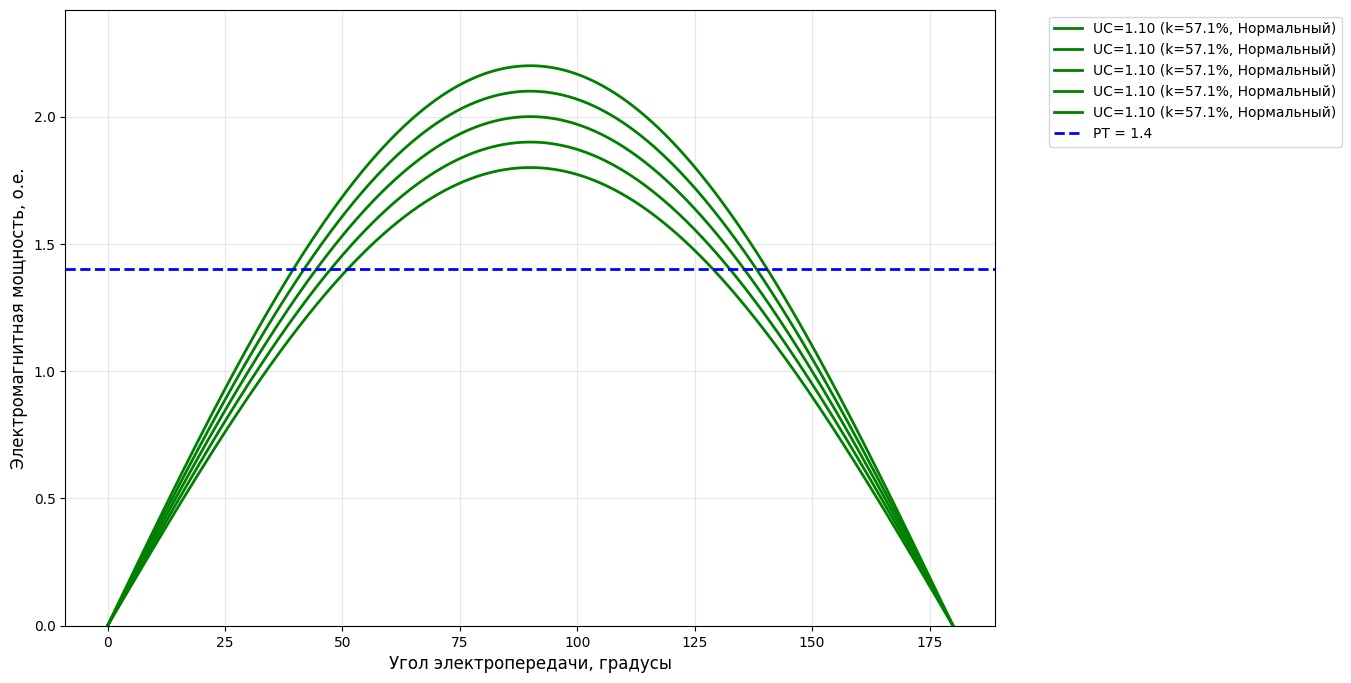 UC=1.10 (k=57.1%, Нормальный)
UC=1.10 (k=57.1%, Нормальный)
UC=1.10 (k=57.1%, Нормальный)
UC=1.10 (k=57.1%, Нормальный)
UC=1.10 (k=57.1%, Нормальный)
PT = 1.4
Электромагнитная мощность, о.е.
2.0
1.5
1.0
0.5
0.0
0 25 50 75 100 125 150 175
Угол электропередачи, градусы